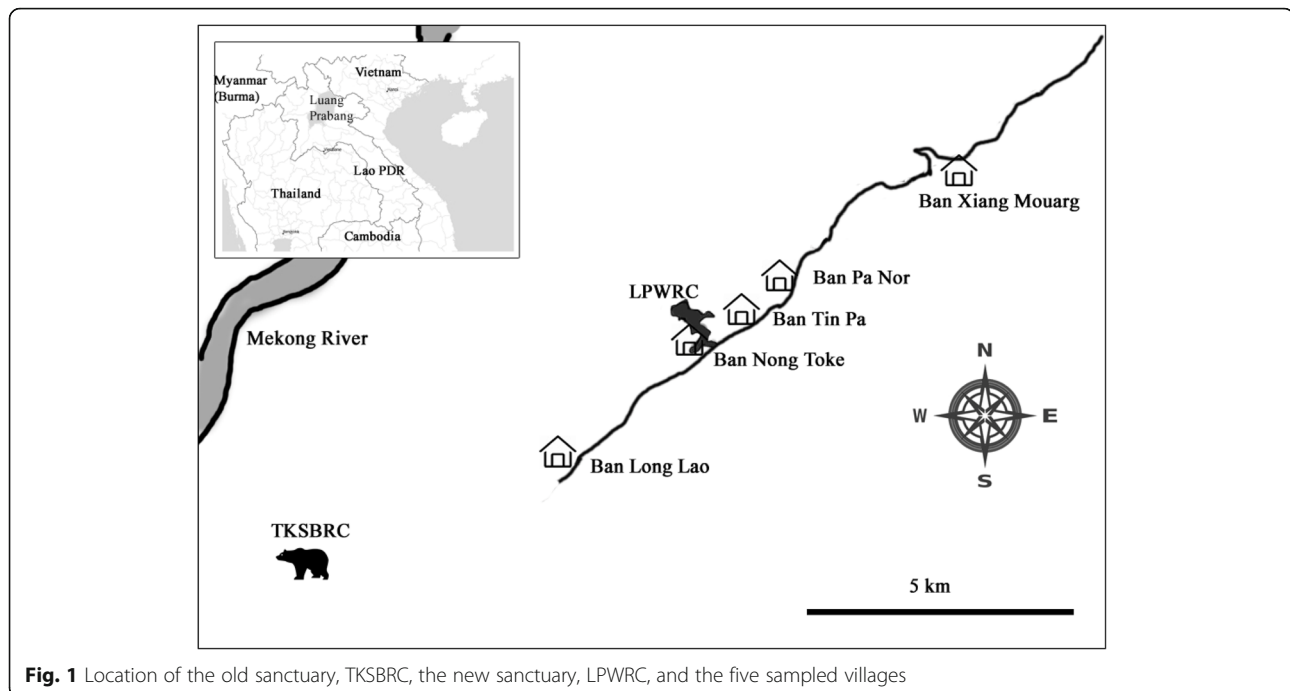 Myanmar
(Burma)
Vietnam
Luang
Prabang
Lao PDR
Thailand
Cambodia
Mekong River
Ban Xiang Mouarg
Ban Pa Nor
LPWRC
Ban Tin Pa
Ban Nong Toke
Ban Long Lao
TKSBRC
N
W
E
S
5 km
Fig. 1 Location of the old sanctuary, TKSBRC, the new sanctuary, LPWRC, and the five sampled villages